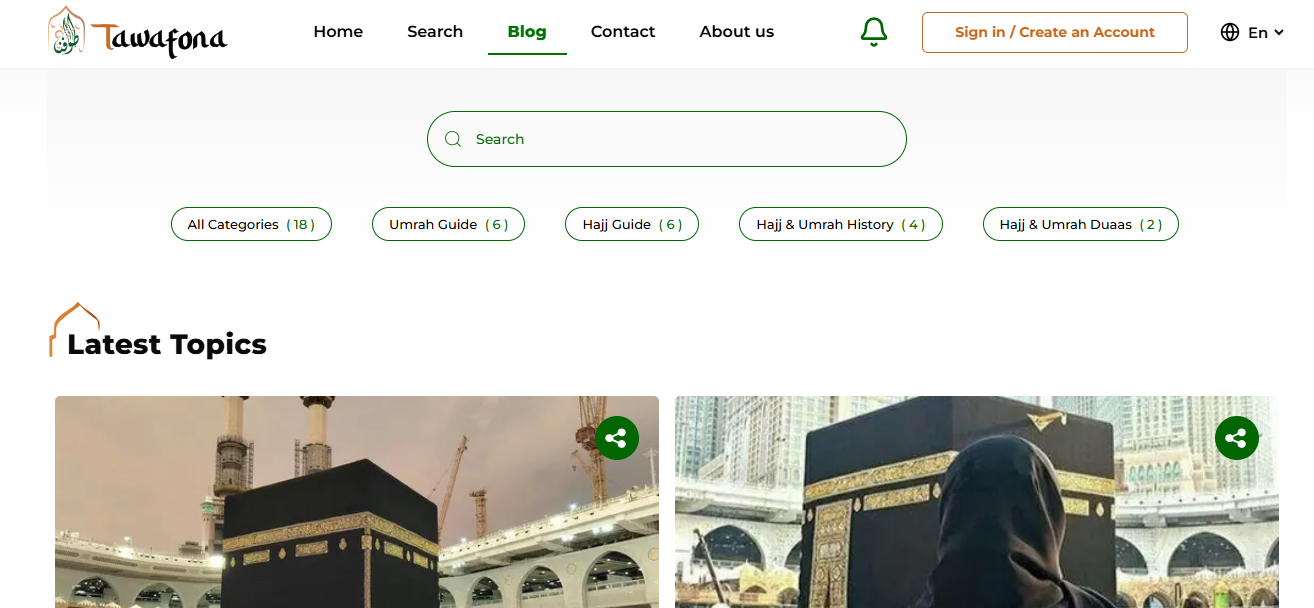 طوفنا
Tawafona
Home
Search
Blog
Contact
About us
Sign in / Create an Account
En
Search
All Categories ( 18 )
Umrah Guide ( 6 )
Hajj Guide ( 6 )
Hajj & Umrah History ( 4 )
Hajj & Umrah Duaas ( 2 )
Latest Topics